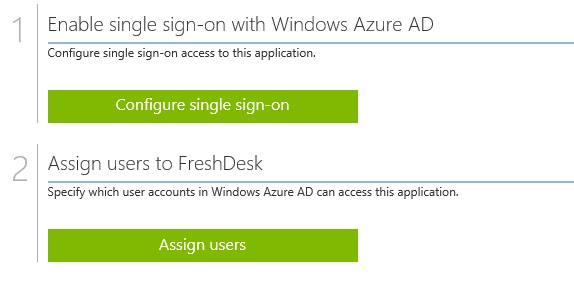 1
Enable single sign-on with Windows Azure AD
Configure single sign-on access to this application.
Configure single sign-on
2
Assign users to FreshDesk
Specify which user accounts in Windows Azure AD can access this application.
Assign users